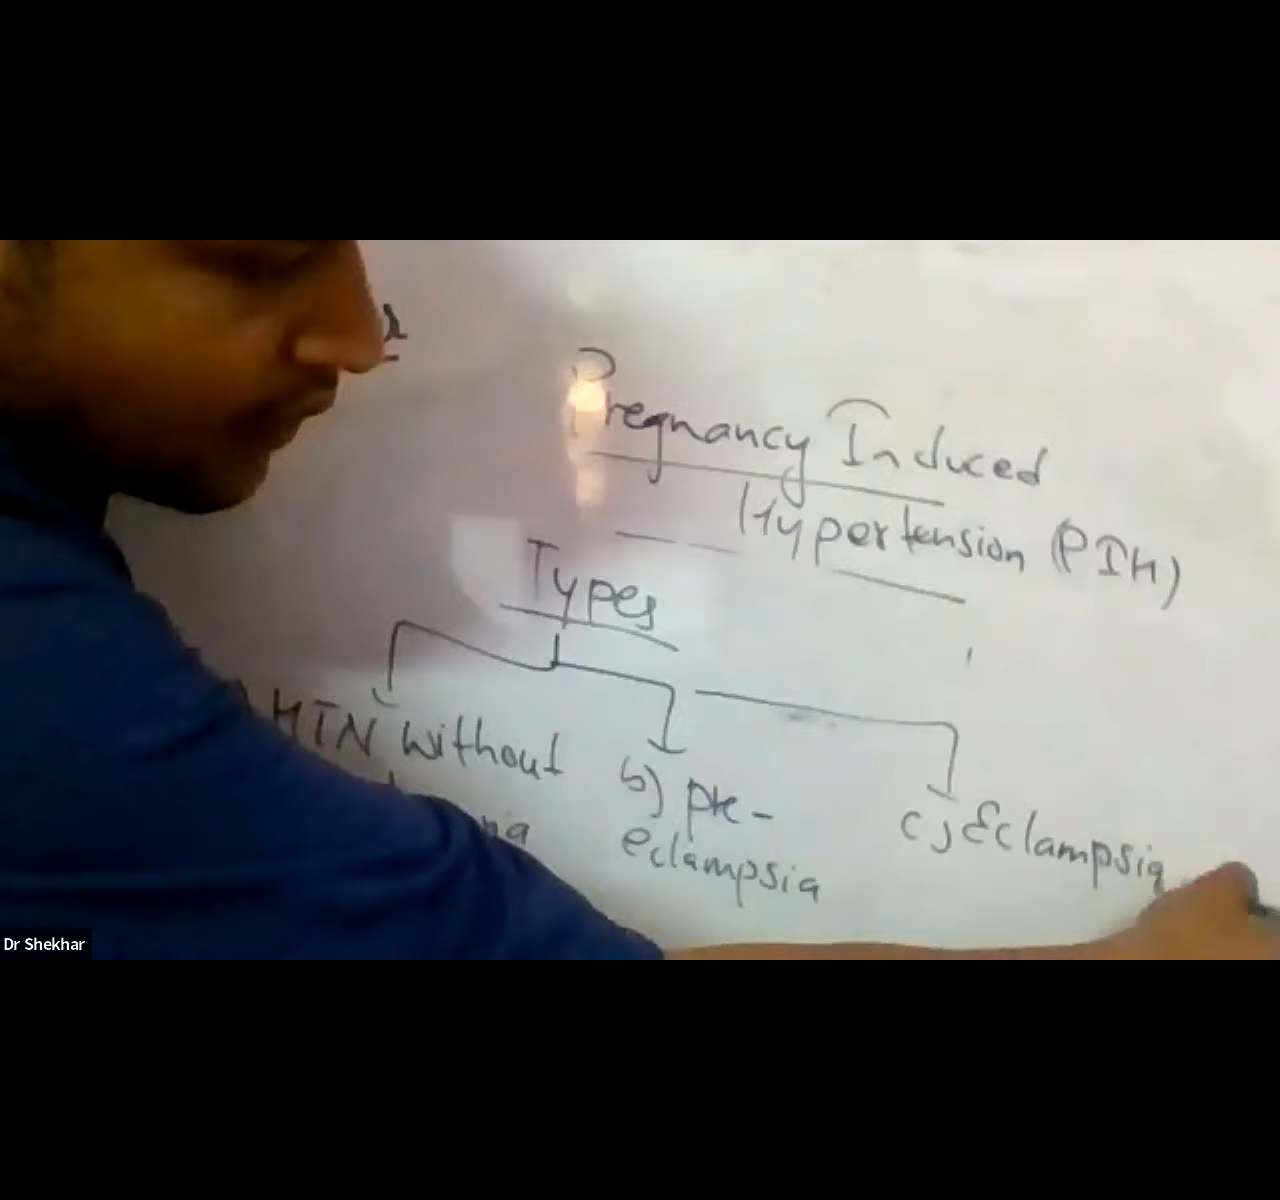 Pregnancy Induced
Hypertension (PIH)
Types
HTN without
b) pre-
eclampsia
c) Eclampsia
Dr Shekhar